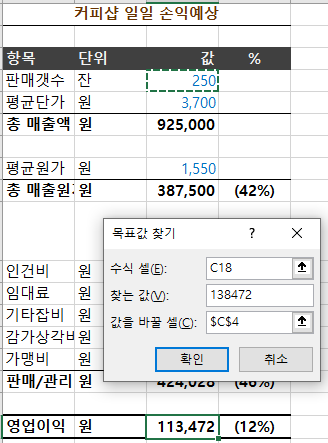 커피샵 일일 손익예상
항목 단위 값 %
판매갯수 잔 250
평균단가 원 3,700
총 매출액 원 925,000
평균원가 원 1,550
총 매출원가 원 387,500 (42%)
목표값 찾기 ? ×
수식 셀(E): C18
찾는 값(V): 138472
값을 바꿀 셀(C): $C$4
확인 취소
인건비 원
임대료 원
기타잡비 원
감가상각비 원
가맹비 원
판매/관리 원 424,028 (46%)
영업이익 원 113,472 (12%)